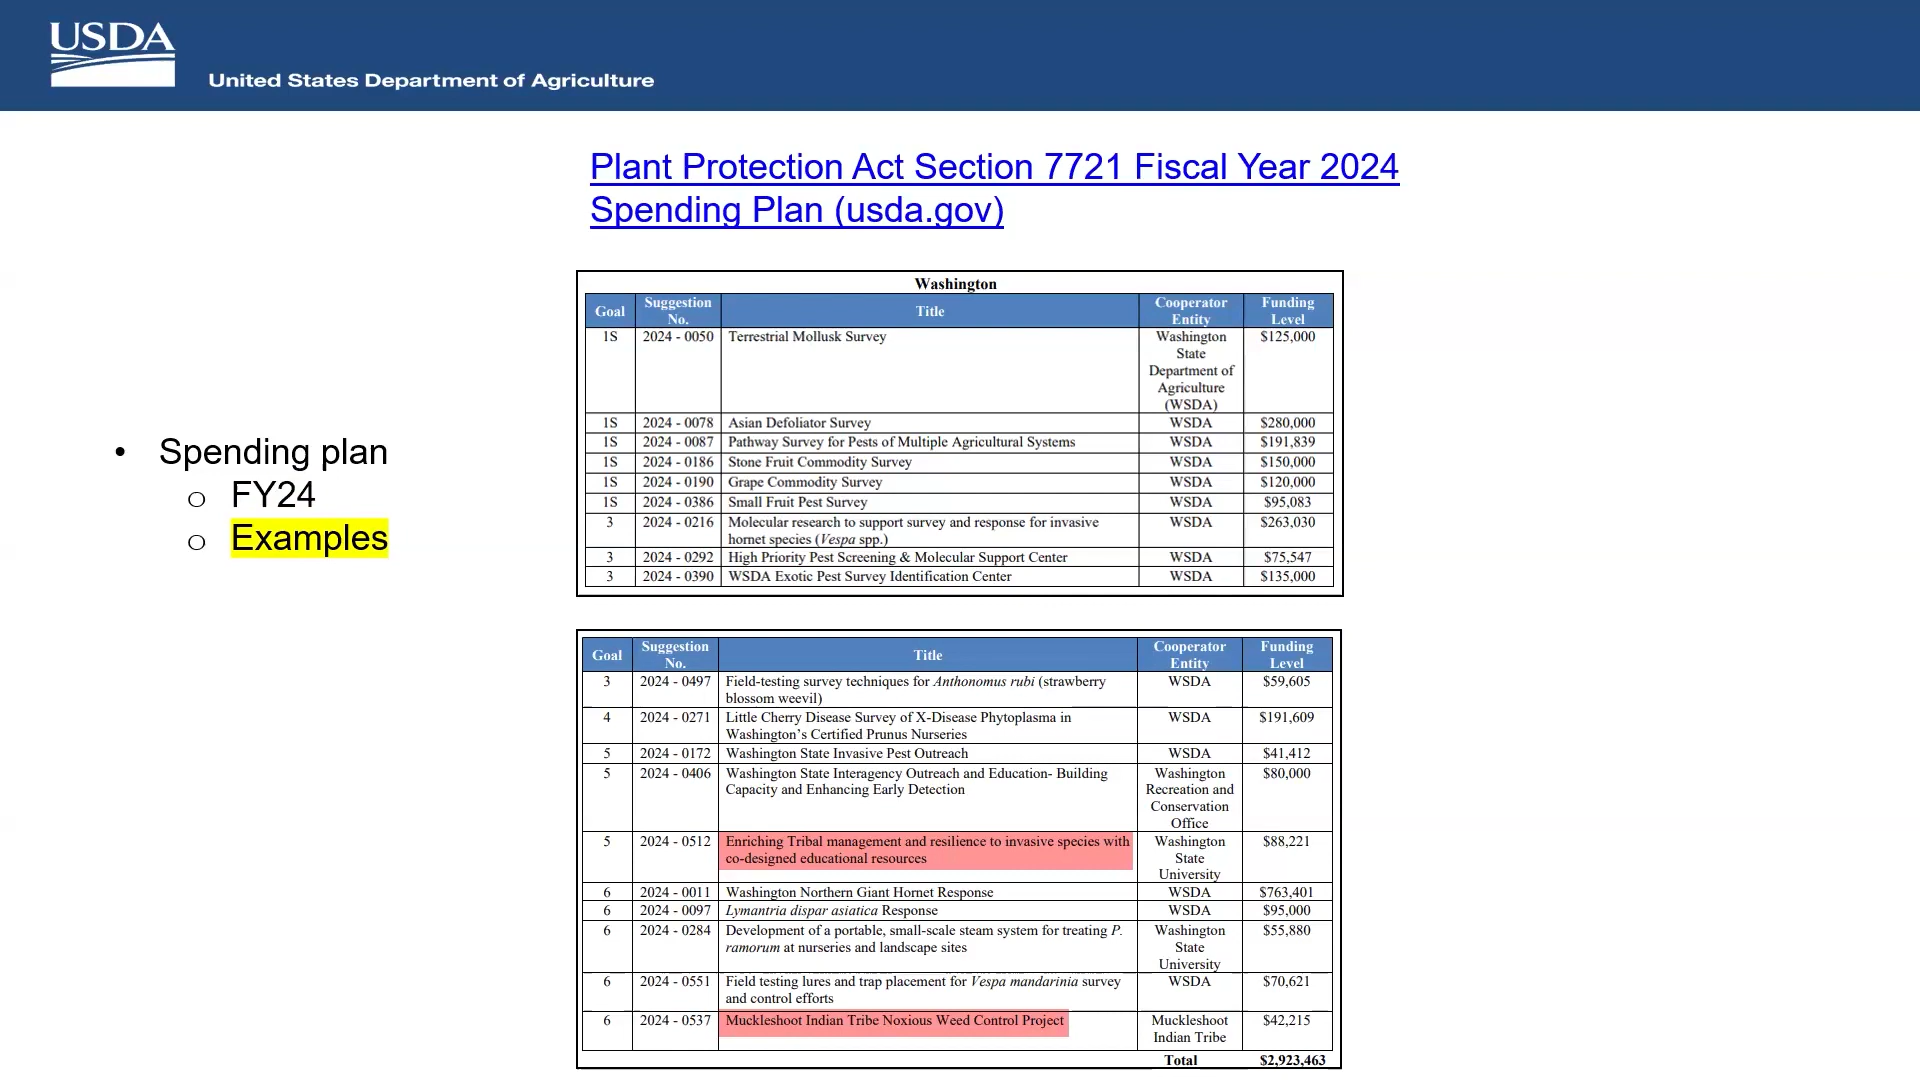 USDA
United States Department of Agriculture
Plant Protection Act Section 7721 Fiscal Year 2024
Spending Plan (usda.gov)
• Spending plan
o FY24
o Examples
Washington
Goal Suggestion No. Title Cooperator Entity Funding Level
1S 2024 - 0050 Terrestrial Mollusk Survey Washington State Department of Agriculture (WSDA) $125,000
1S 2024 - 0078 Asian Defoliator Survey WSDA $280,000
1S 2024 - 0087 Pathway Survey for Pests of Multiple Agricultural Systems WSDA $191,839
1S 2024 - 0186 Stone Fruit Commodity Survey WSDA $150,000
1S 2024 - 0190 Grape Commodity Survey WSDA $120,000
1S 2024 - 0386 Small Fruit Pest Survey WSDA $95,083
3 2024 - 0216 Molecular research to support survey and response for invasive WSDA $263,030
hornet species (Vespa spp.)
3 2024 - 0292 High Priority Pest Screening & Molecular Support Center WSDA $75,547
3 2024 - 0390 WSDA Exotic Pest Survey Identification Center WSDA $135,000
Goal Suggestion No. Title Cooperator Entity Funding Level
3 2024 - 0497 Field-testing survey techniques for Anthonomus rubi (strawberry WSDA $59,605
blossom weevil)
4 2024 - 0271 Little Cherry Disease Survey of X-Disease Phytoplasma in WSDA $191,609
Washington’s Certified Prunus Nurseries
5 2024 - 0172 Washington State Invasive Pest Outreach WSDA $41,412
5 2024 - 0406 Washington State Interagency Outreach and Education- Building Washington $80,000
Capacity and Enhancing Early Detection Recreation and
Conservation
Office
5 2024 - 0512 Enriching Tribal management and resilience to invasive species with Washington $88,221
co-designed educational resources State
University
6 2024 - 0011 Washington Northern Giant Hornet Response WSDA $763,401
6 2024 - 0097 Lymantria dispar asiatica Response WSDA $95,000
6 2024 - 0284 Development of a portable, small-scale steam system for treating P. Washington $55,880
ramorum at nurseries and landscape sites State
University
6 2024 - 0551 Field testing lures and trap placement for Vespa mandarinia survey WSDA $70,621
and control efforts
6 2024 - 0537 Muckleshoot Indian Tribe Noxious Weed Control Project Muckleshoot $42,215
Indian Tribe
Total $2,923,463